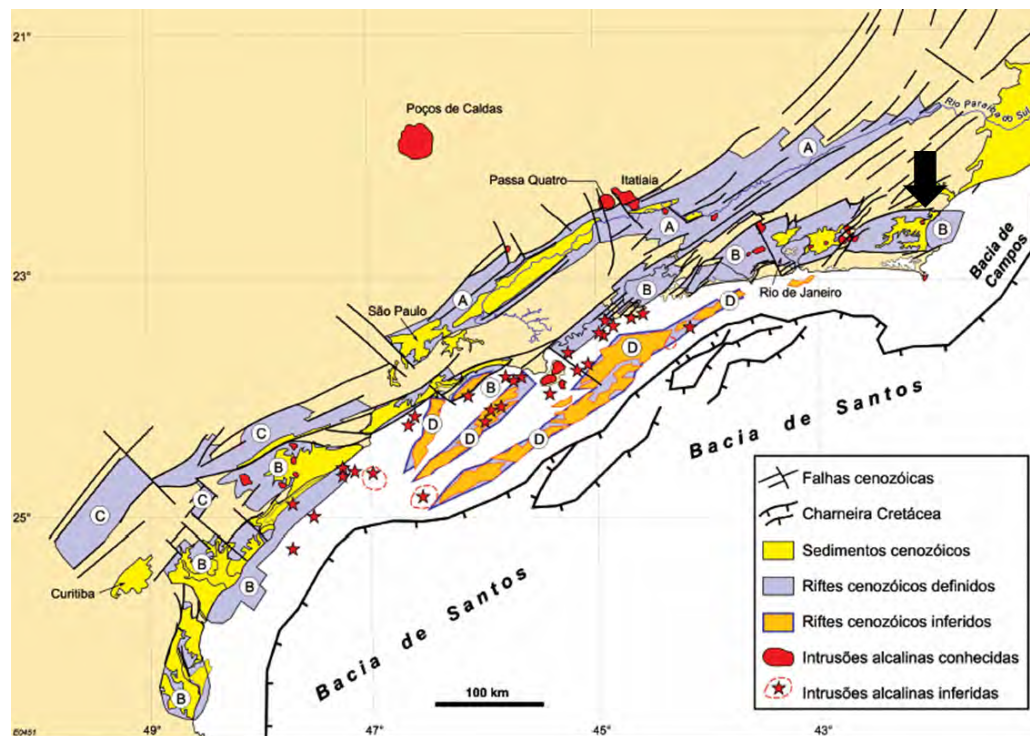 21°
Rio Paraíba do Sul
Poços de Caldas
A
Passa Quatro
Itatiaia
A
B
B
Bacia de
Campos
23°
A
B
Rio de Janeiro
São Paulo
D
D
B
D
D
D
Bacia de Santos
C
B
C
C
25°
B
B
Curitiba
Bacia de Santos
B
100 km
49°
47°
45°
43°
E0451
Falhas cenozóicas
Charneira Cretácea
Sedimentos cenozóicos
Riftes cenozóicos definidos
Riftes cenozóicos inferidos
Intrusões alcalinas conhecidas
Intrusões alcalinas inferidas